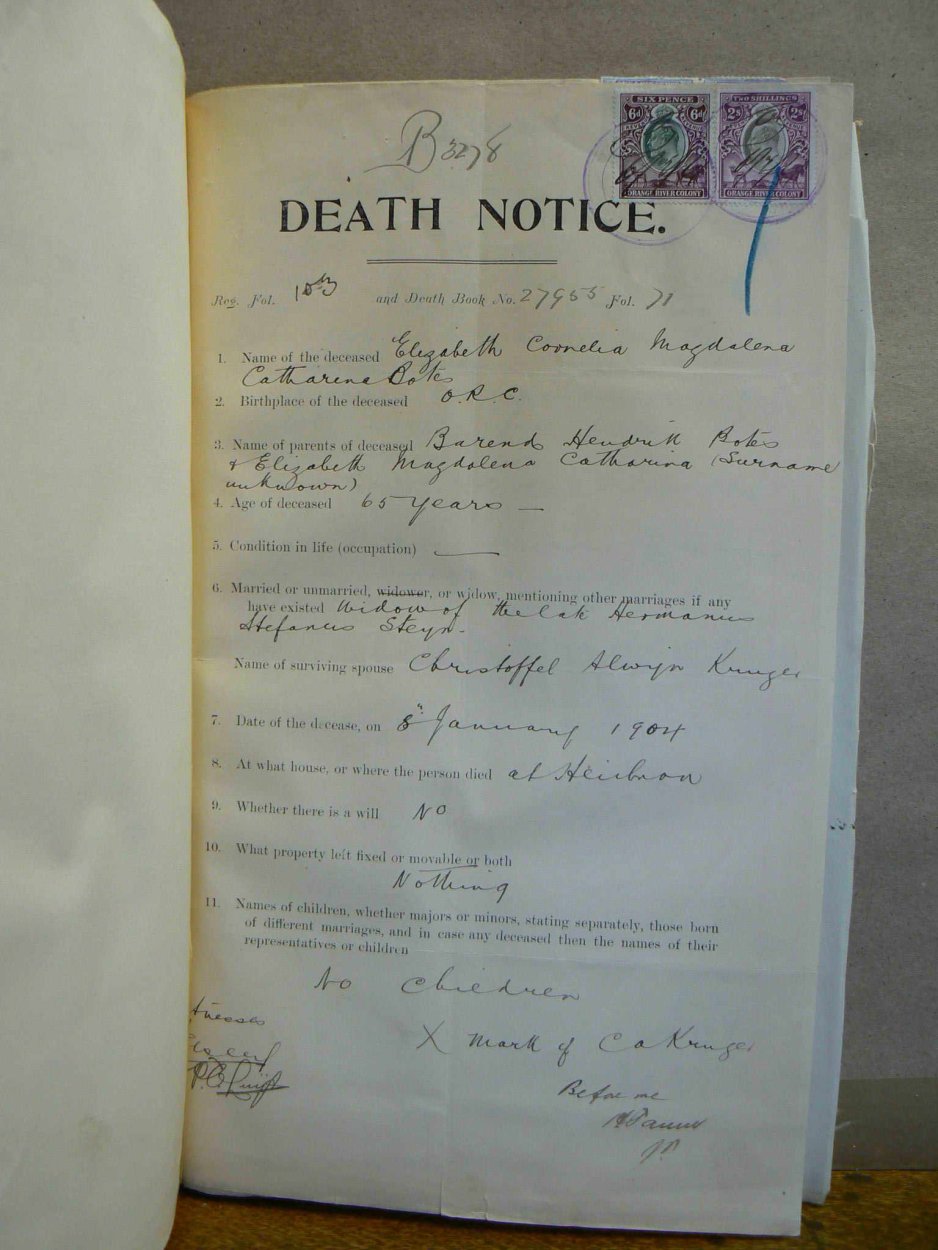 B 3278
SIX PENCE
6d 6d
ORANGE RIVER COLONY
TWO SHILLINGS
2s 2s
ORANGE RIVER COLONY
DEATH NOTICE.
Reg. Fol. and Death Book No. 27955 Fol. 71
1. Name of the deceased Elizabeth Cornelia Magdalena
Catharina Botes
2. Birthplace of the deceased O.R.C.
3. Name of parents of deceased Barend Hendrik Botes
& Elizabeth Magdalena Catharina (Surname
unknown)
4. Age of deceased 65 years —
5. Condition in life (occupation) —
6. Married or unmarried, widower, or widow, mentioning other marriages if any
have existed Widow of the late Hermanus
Stefanus Steyn.
Name of surviving spouse Christoffel Alwyn Kruger
7. Date of the decease, on 8" January 1904
8. At what house, or where the person died at Heilbron
9. Whether there is a will No
10. What property left fixed or movable or both
Nothing
11. Names of children, whether majors or minors, stating separately, those born
of different marriages, and in case any deceased then the names of their
representatives or children
No Children
X mark of C A Kruger
Before me
JP